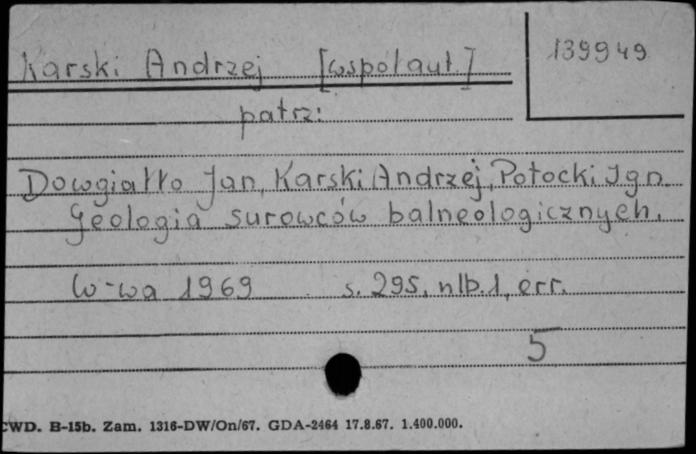 Karski Andrzej [współaut.]
139949
patrz:
Dowgiałło Jan, Karski Andrzej, Potocki Ign.
Geologia surowców balneologicznych.
W-wa 1969 s. 295, nlb. 1, err.
5
CWD. B-15b. Zam. 1316-DW/On/67. GDA-2464 17.8.67. 1.400.000.